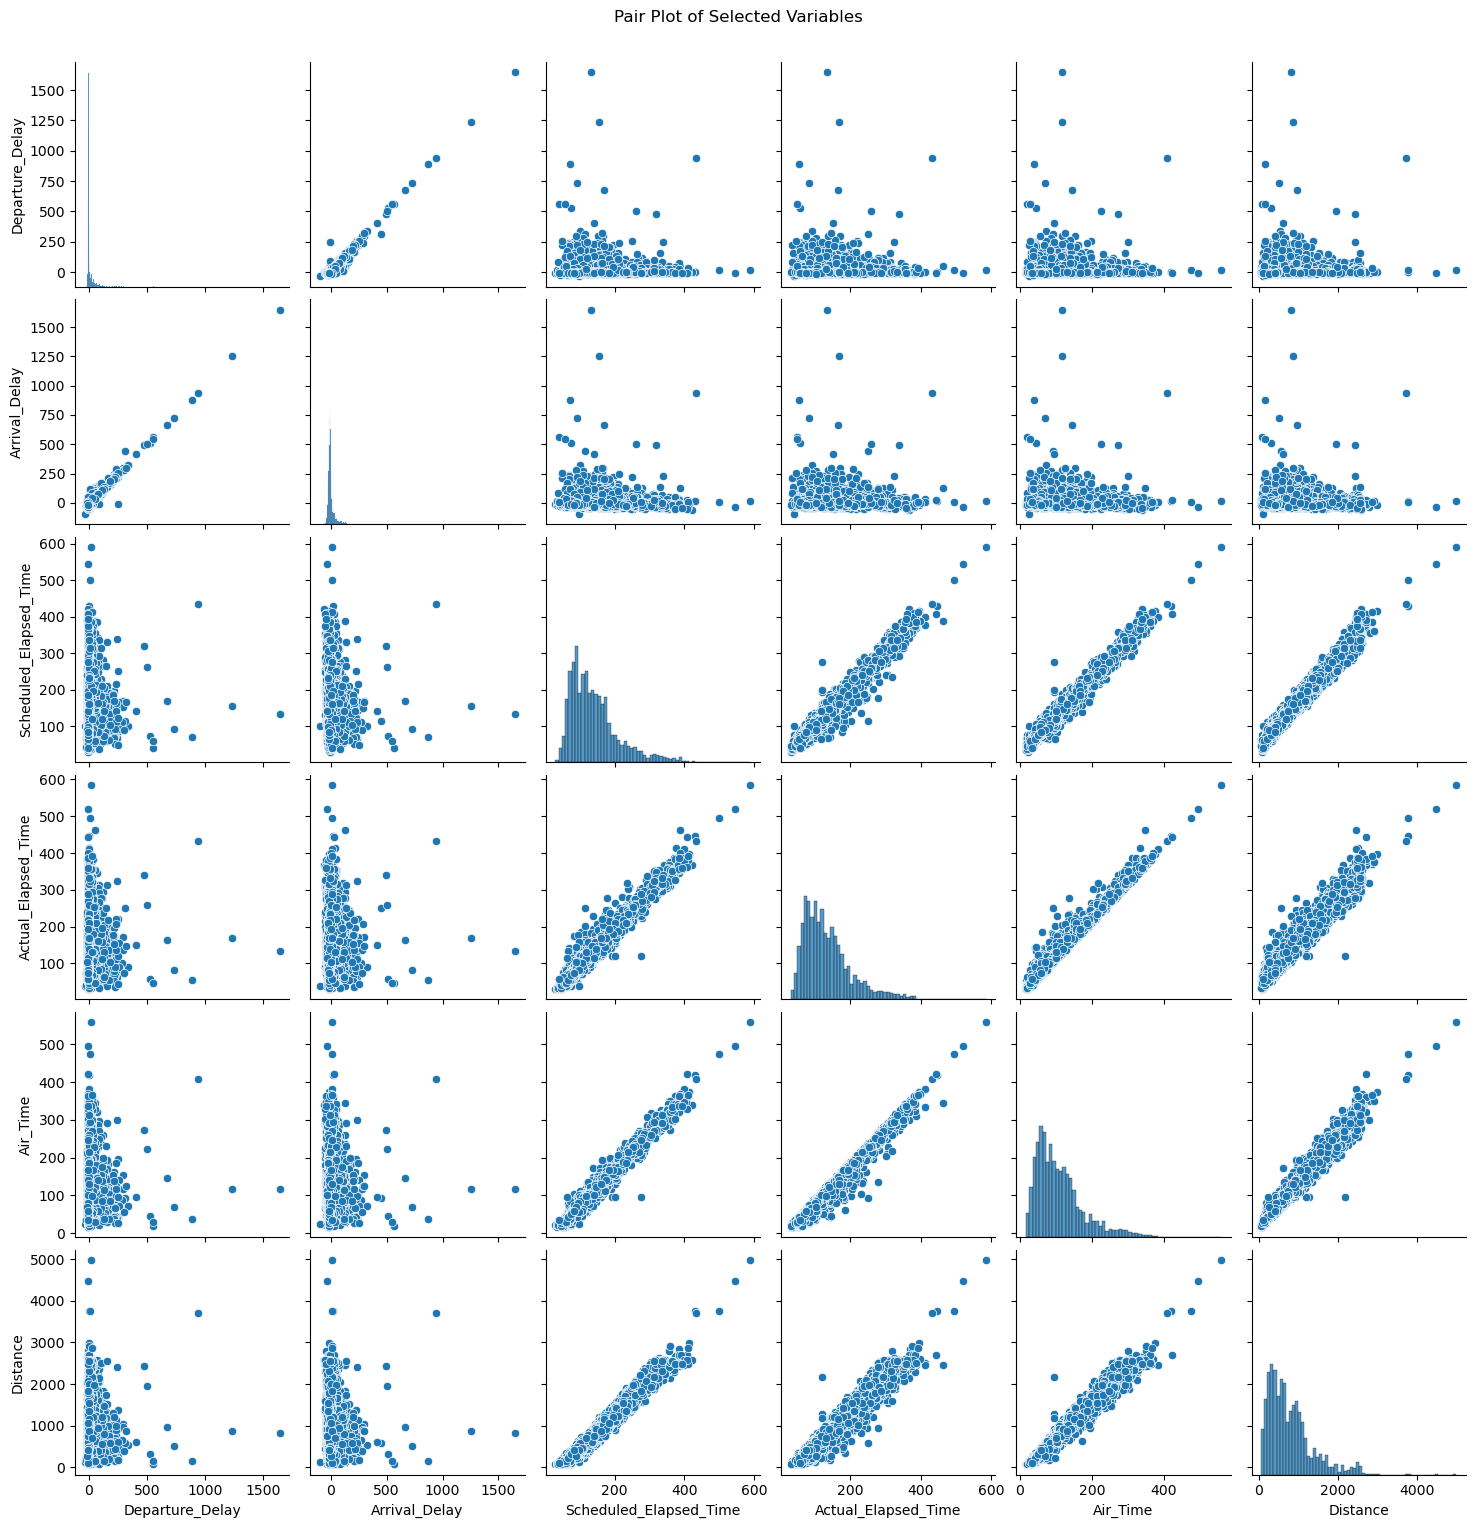 Pair Plot of Selected Variables
Departure_Delay
1500
1250
1000
750
500
250
0
Arrival_Delay
1500
1250
1000
750
500
250
0
Scheduled_Elapsed_Time
600
500
400
300
200
100
Actual_Elapsed_Time
600
500
400
300
200
100
Air_Time
500
400
300
200
100
0
Distance
5000
4000
3000
2000
1000
0
0 500 1000 1500
0 500 1000 1500
200 400 600
200 400 600
0 200 400
0 2000 4000
Departure_Delay
Arrival_Delay
Scheduled_Elapsed_Time
Actual_Elapsed_Time
Air_Time
Distance